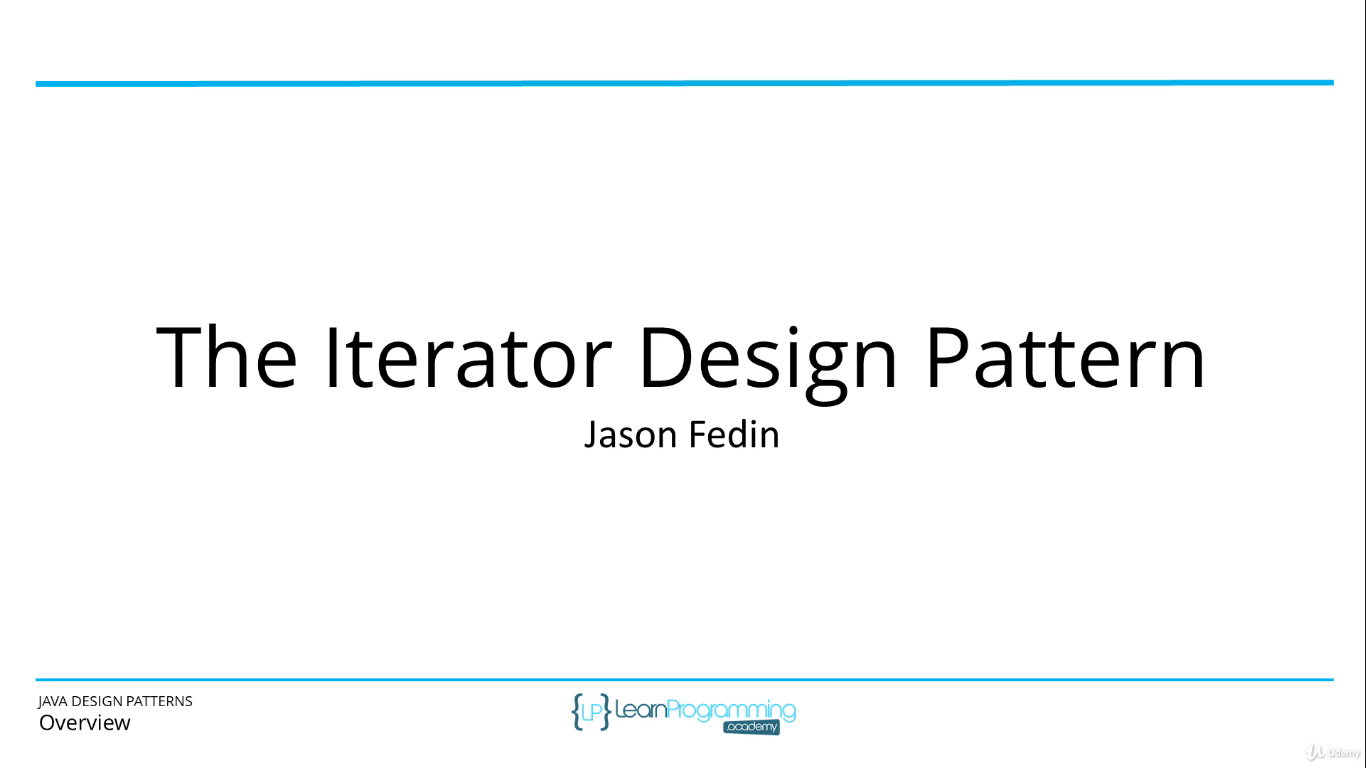 The Iterator Design Pattern
Jason Fedin
JAVA DESIGN PATTERNS
Overview
{LP} LearnProgramming
.academy
Udemy